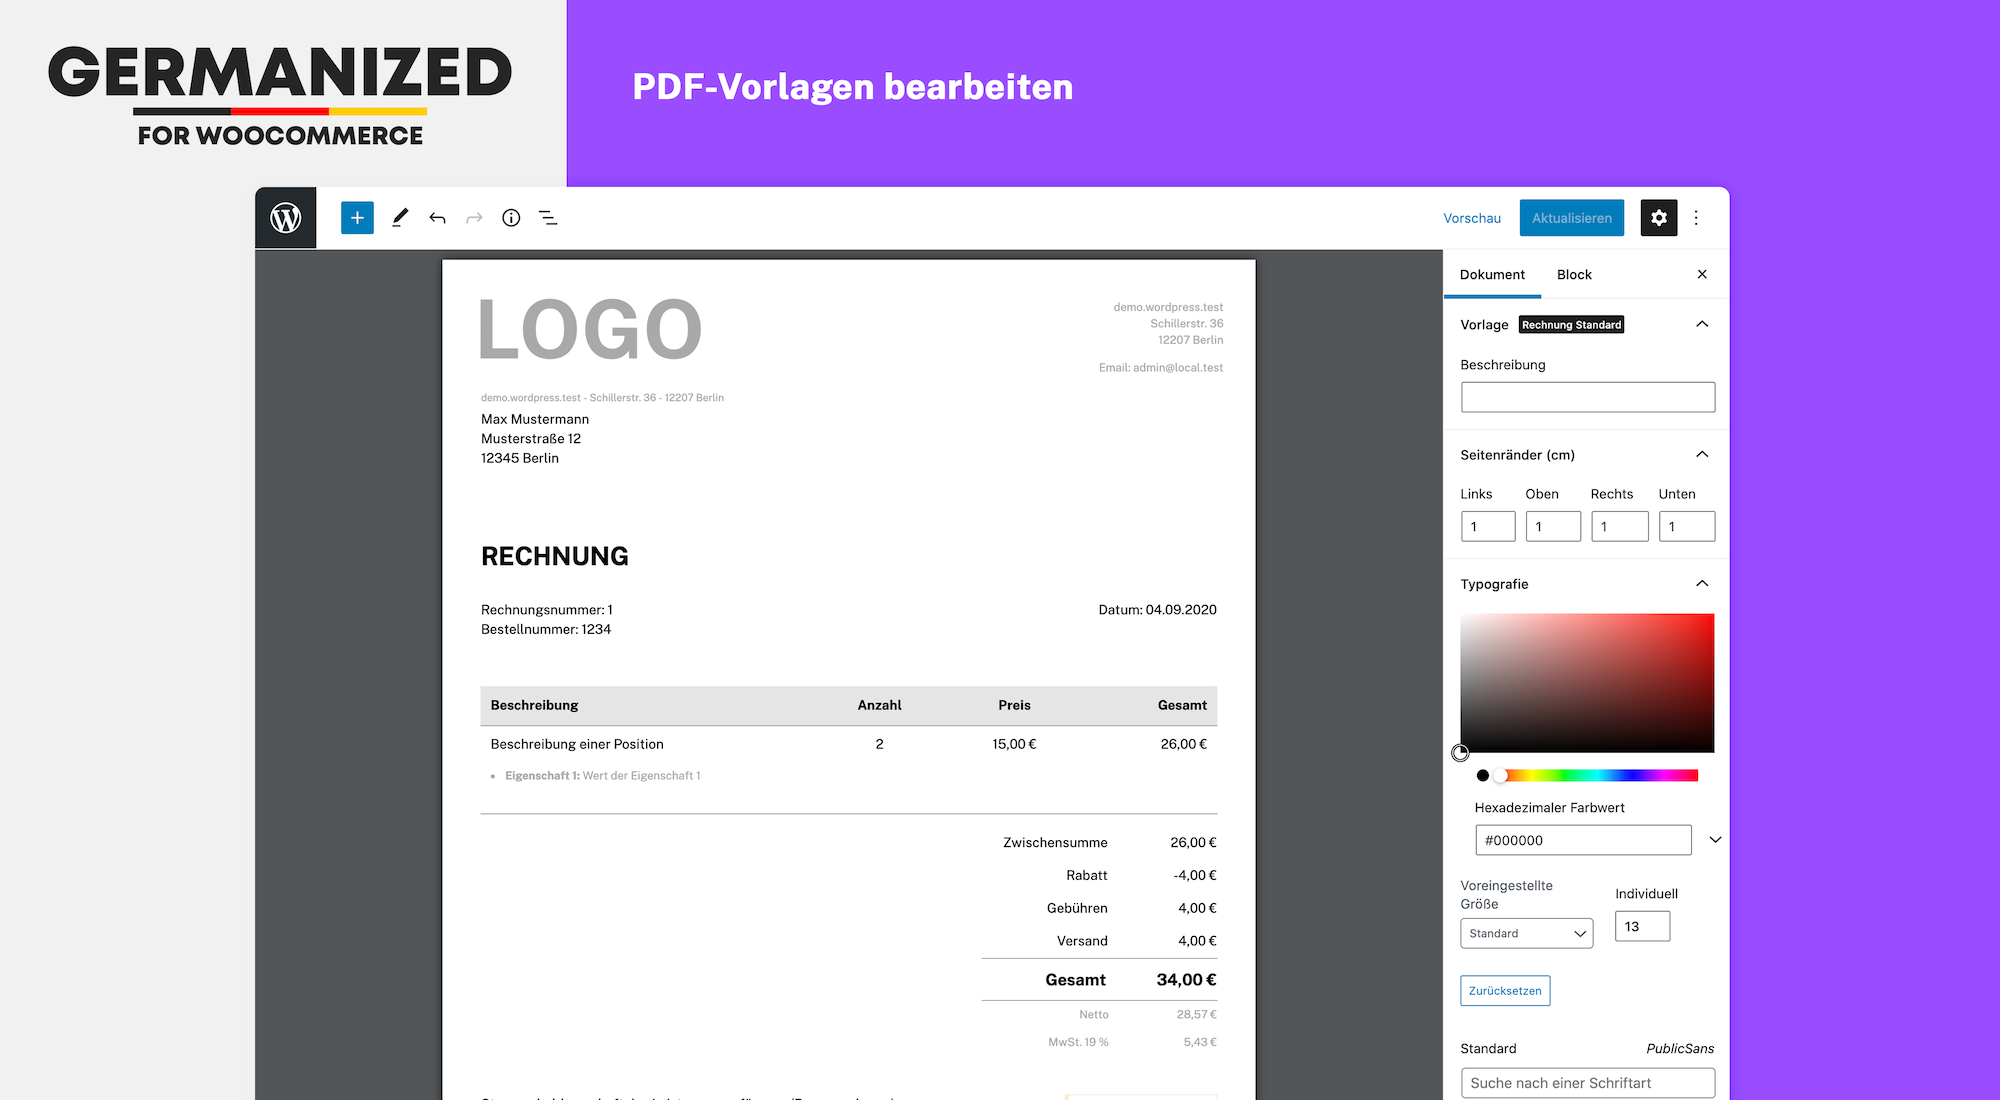 GERMANIZED
FOR WOOCOMMERCE
PDF-Vorlagen bearbeiten
Vorschau
Aktualisieren
LOGO
demo.wordpress.test
Schillerstr. 36
12207 Berlin
Email: admin@local.test
demo.wordpress.test - Schillerstr. 36 - 12207 Berlin
Max Mustermann
Musterstraße 12
12345 Berlin
RECHNUNG
Rechnungsnummer: 1
Bestellnummer: 1234
Datum: 04.09.2020
Beschreibung Anzahl Preis Gesamt
Beschreibung einer Position 2 15,00 € 26,00 €
• Eigenschaft 1: Wert der Eigenschaft 1
Zwischensumme 26,00 €
Rabatt -4,00 €
Gebühren 4,00 €
Versand 4,00 €
Gesamt 34,00 €
Netto 28,57 €
MwSt. 19 % 5,43 €
Dokument Block
Vorlage Rechnung Standard
Beschreibung
Seitenränder (cm)
Links Oben Rechts Unten
1 1 1 1
Typografie
Hexadezimaler Farbwert
#000000
Voreingestellte
Größe
Individuell
Standard
13
Zurücksetzen
Standard PublicSans
Suche nach einer Schriftart